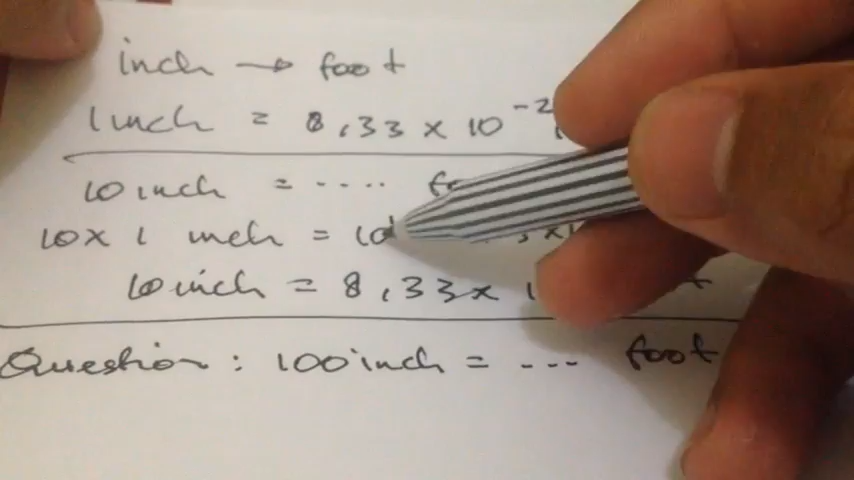 inch → foot
1 inch = 8,33 x 10⁻²
10 inch = ....
10 x 1 inch = 10
10 inch = 8,33 x
Question : 100 inch = ... foot